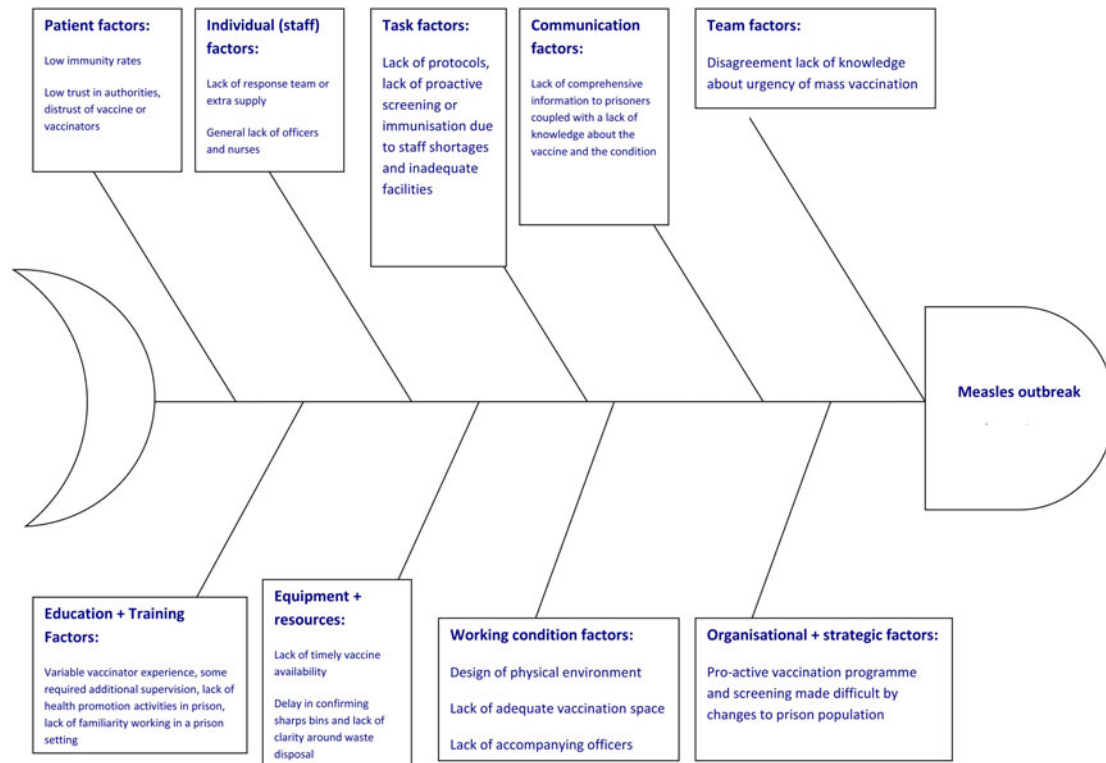 Patient factors:
Low immunity rates
Low trust in authorities,
distrust of vaccine or
vaccinators
Individual (staff)
factors:
Lack of response team or
extra supply
General lack of officers
and nurses
Task factors:
Lack of protocols,
lack of proactive
screening or
immunisation due
to staff shortages
and inadequate
facilities
Communication
factors:
Lack of comprehensive
information to prisoners
coupled with a lack of
knowledge about the
vaccine and the condition
Team factors:
Disagreement lack of knowledge
about urgency of mass vaccination
Measles outbreak
Education + Training
Factors:
Variable vaccinator experience, some
required additional supervision, lack of
health promotion activities in prison,
lack of familiarity working in a prison
setting
Equipment +
resources:
Lack of timely vaccine
availability
Delay in confirming
sharps bins and lack of
clarity around waste
disposal
Working condition factors:
Design of physical environment
Lack of adequate vaccination space
Lack of accompanying officers
Organisational + strategic factors:
Pro-active vaccination programme
and screening made difficult by
changes to prison population